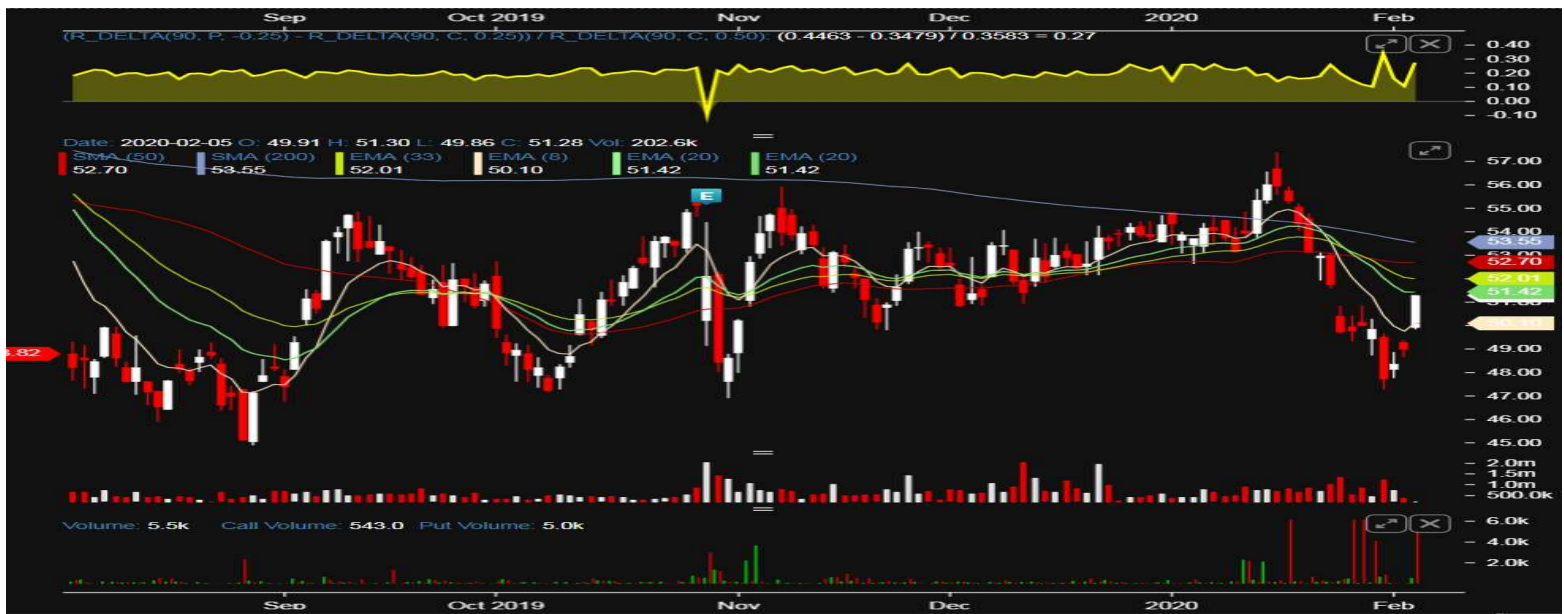 Sep Oct 2019 Nov Dec 2020 Feb
(R_DELTA(90, P, -0.25) - R_DELTA(90, C, 0.25)) / R_DELTA(90, C, 0.50): (0.4463 - 0.3479) / 0.3583 = 0.27
0.40
0.30
0.20
0.10
0.00
-0.10
Date: 2020-02-05 O: 49.91 H: 51.30 L: 49.86 C: 51.28 Vol: 202.6k
SMA (50) SMA (200) EMA (33) EMA (8) EMA (20) EMA (20)
52.70 53.55 52.01 50.10 51.42 51.42
57.00
56.00
E
55.00
54.00
53.55
53.00
52.70
52.01
51.42
51.00
50.10
49.00
.82
48.00
47.00
46.00
45.00
2.0m
1.5m
1.0m
500.0k
Volume: 5.5k Call Volume: 543.0 Put Volume: 5.0k
6.0k
4.0k
2.0k
Sep Oct 2019 Nov Dec 2020 Feb